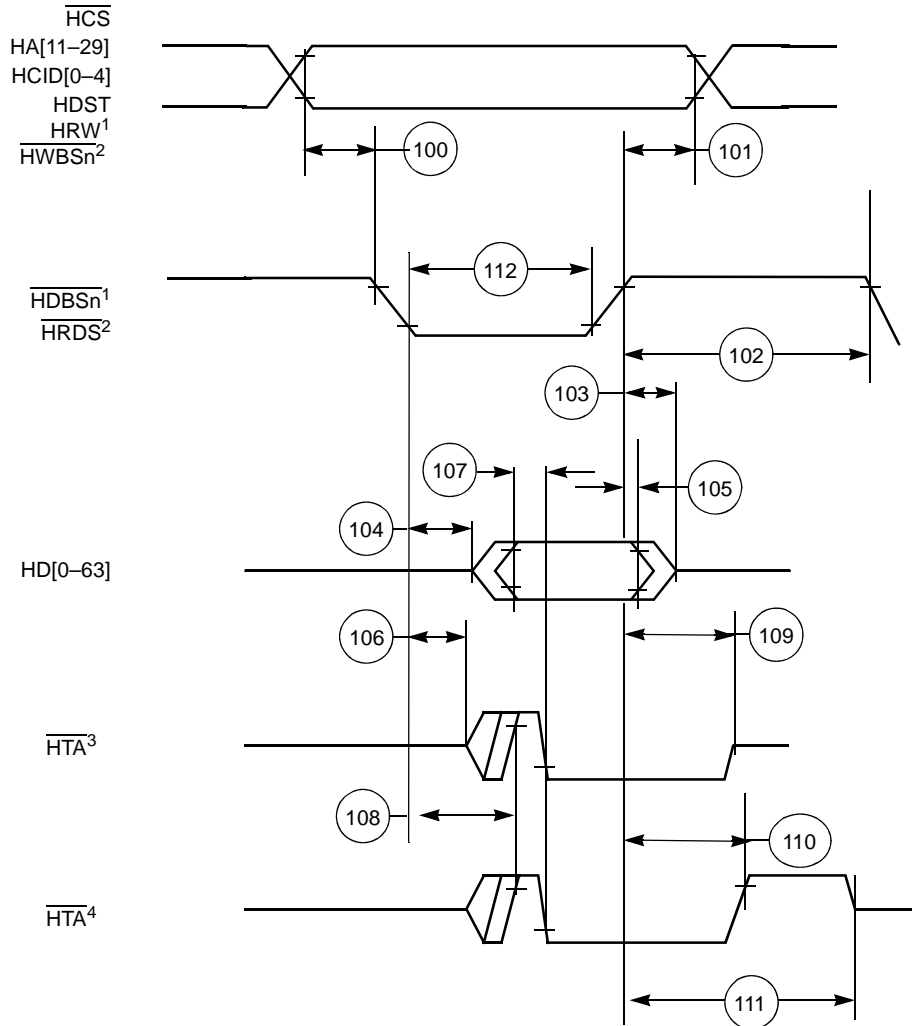 HCS
HA[11–29]
HCID[0–4]
HDST
HRW1
HWBSn2
100
101
112
HDBSn1
HRDS2
102
103
107
105
104
HD[0–63]
106
109
HTA3
108
110
HTA4
111